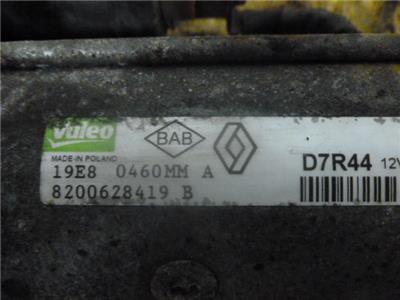 Valeo
BAB
MADE IN POLAND
D7R44 12V
19E8 0460MM A
8200628419 B